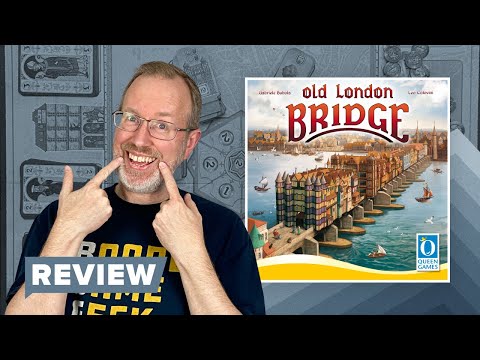 Gabriele Bubola
Leo Colovini
OLD LONDON
BRIDGE
QUEEN
GAMES
BOARD
GAME
GEEK
REVIEW